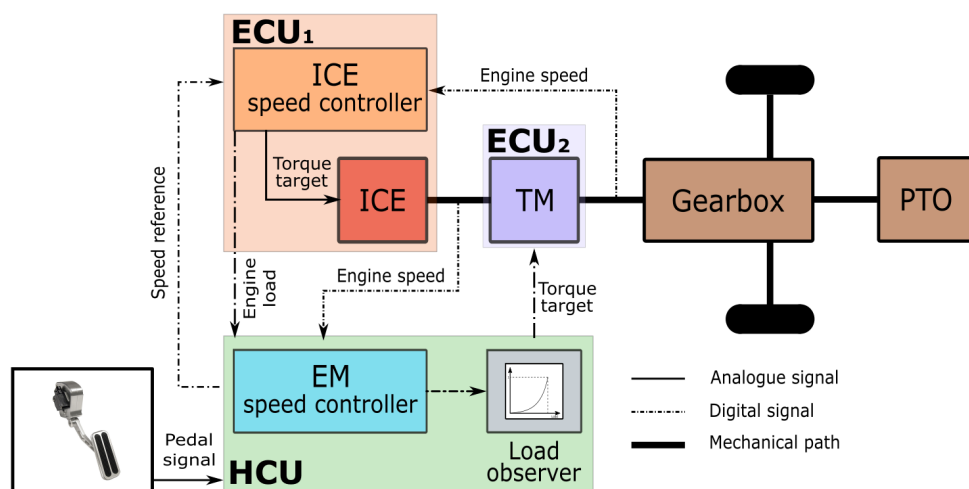 ECU₁
ICE
speed controller
Engine speed
ECU₂
Torque
target
ICE
TM
Gearbox
PTO
Speed reference
Engine
load
Engine speed
Torque
target
EM
speed controller
Load
observer
Pedal
signal
HCU
Analogue signal
Digital signal
Mechanical path